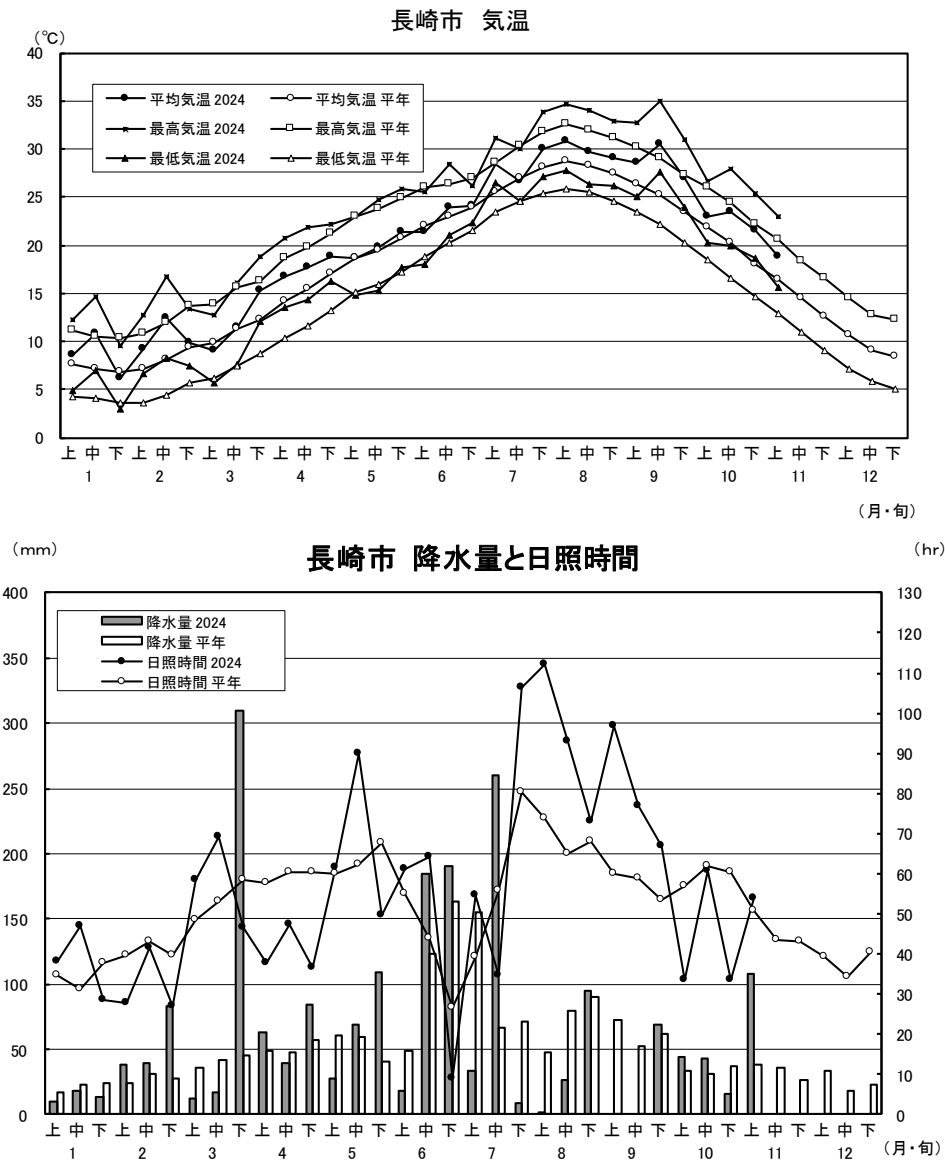 長崎市 気温
(℃)
40
35
30
25
20
15
10
5
0
平均気温 2024 平均気温 平年
最高気温 2024 最高気温 平年
最低気温 2024 最低気温 平年
上 中 下 上 中 下 上 中 下 上 中 下 上 中 下 上 中 下 上 中 下 上 中 下 上 中 下 上 中 下 上 中 下 上 中 下
1 2 3 4 5 6 7 8 9 10 11 12
(月・旬)
(mm) 長崎市 降水量と日照時間 (hr)
400
350
300
250
200
150
100
50
0
降水量 2024
降水量 平年
日照時間 2024
日照時間 平年
130
120
110
100
90
80
70
60
50
40
30
20
10
0
上 中 下 上 中 下 上 中 下 上 中 下 上 中 下 上 中 下 上 中 下 上 中 下 上 中 下 上 中 下 上 中 下 上 中 下
1 2 3 4 5 6 7 8 9 10 11 12 (月・旬)